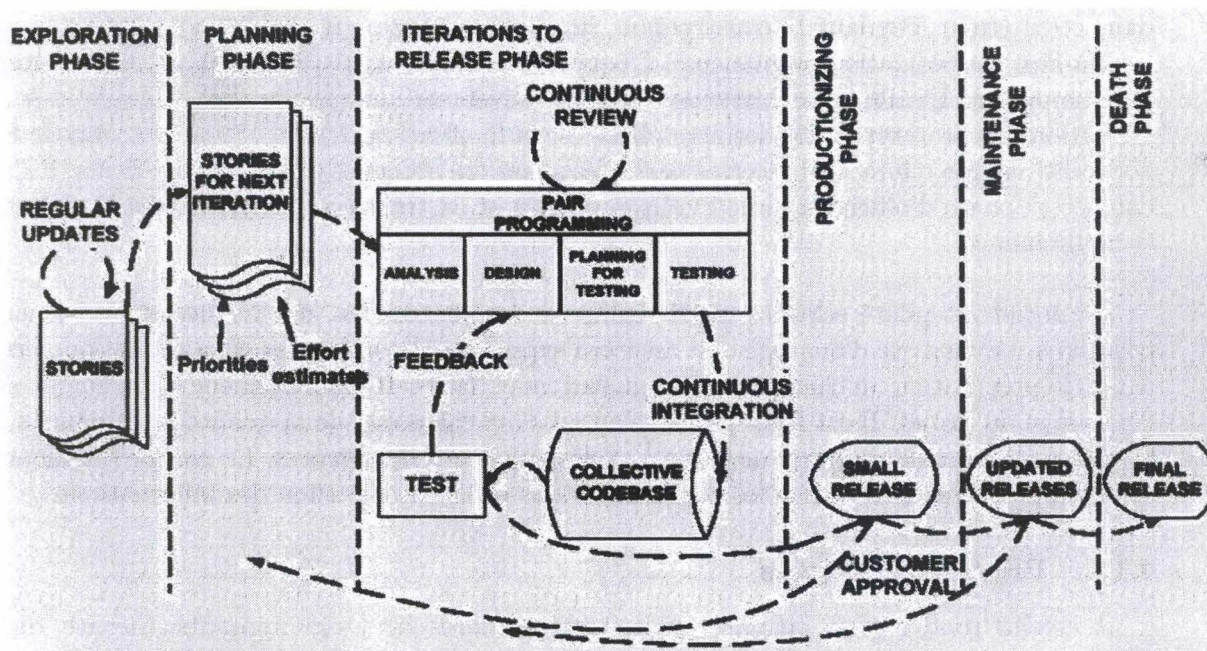 EXPLORATION
PHASE
PLANNING
PHASE
ITERATIONS TO
RELEASE PHASE
PRODUCTIONIZING
PHASE
MAINTENANCE
PHASE
DEATH
PHASE
CONTINUOUS
REVIEW
STORIES
FOR NEXT
ITERATION
REGULAR
UPDATES
PAIR
PROGRAMMING
ANALYSIS
DESIGN
PLANNING
FOR
TESTING
TESTING
STORIES
Priorities
Effort
estimates
FEEDBACK
CONTINUOUS
INTEGRATION
TEST
COLLECTIVE
CODEBASE
SMALL
RELEASE
UPDATED
RELEASES
FINAL
RELEASE
CUSTOMER
APPROVAL